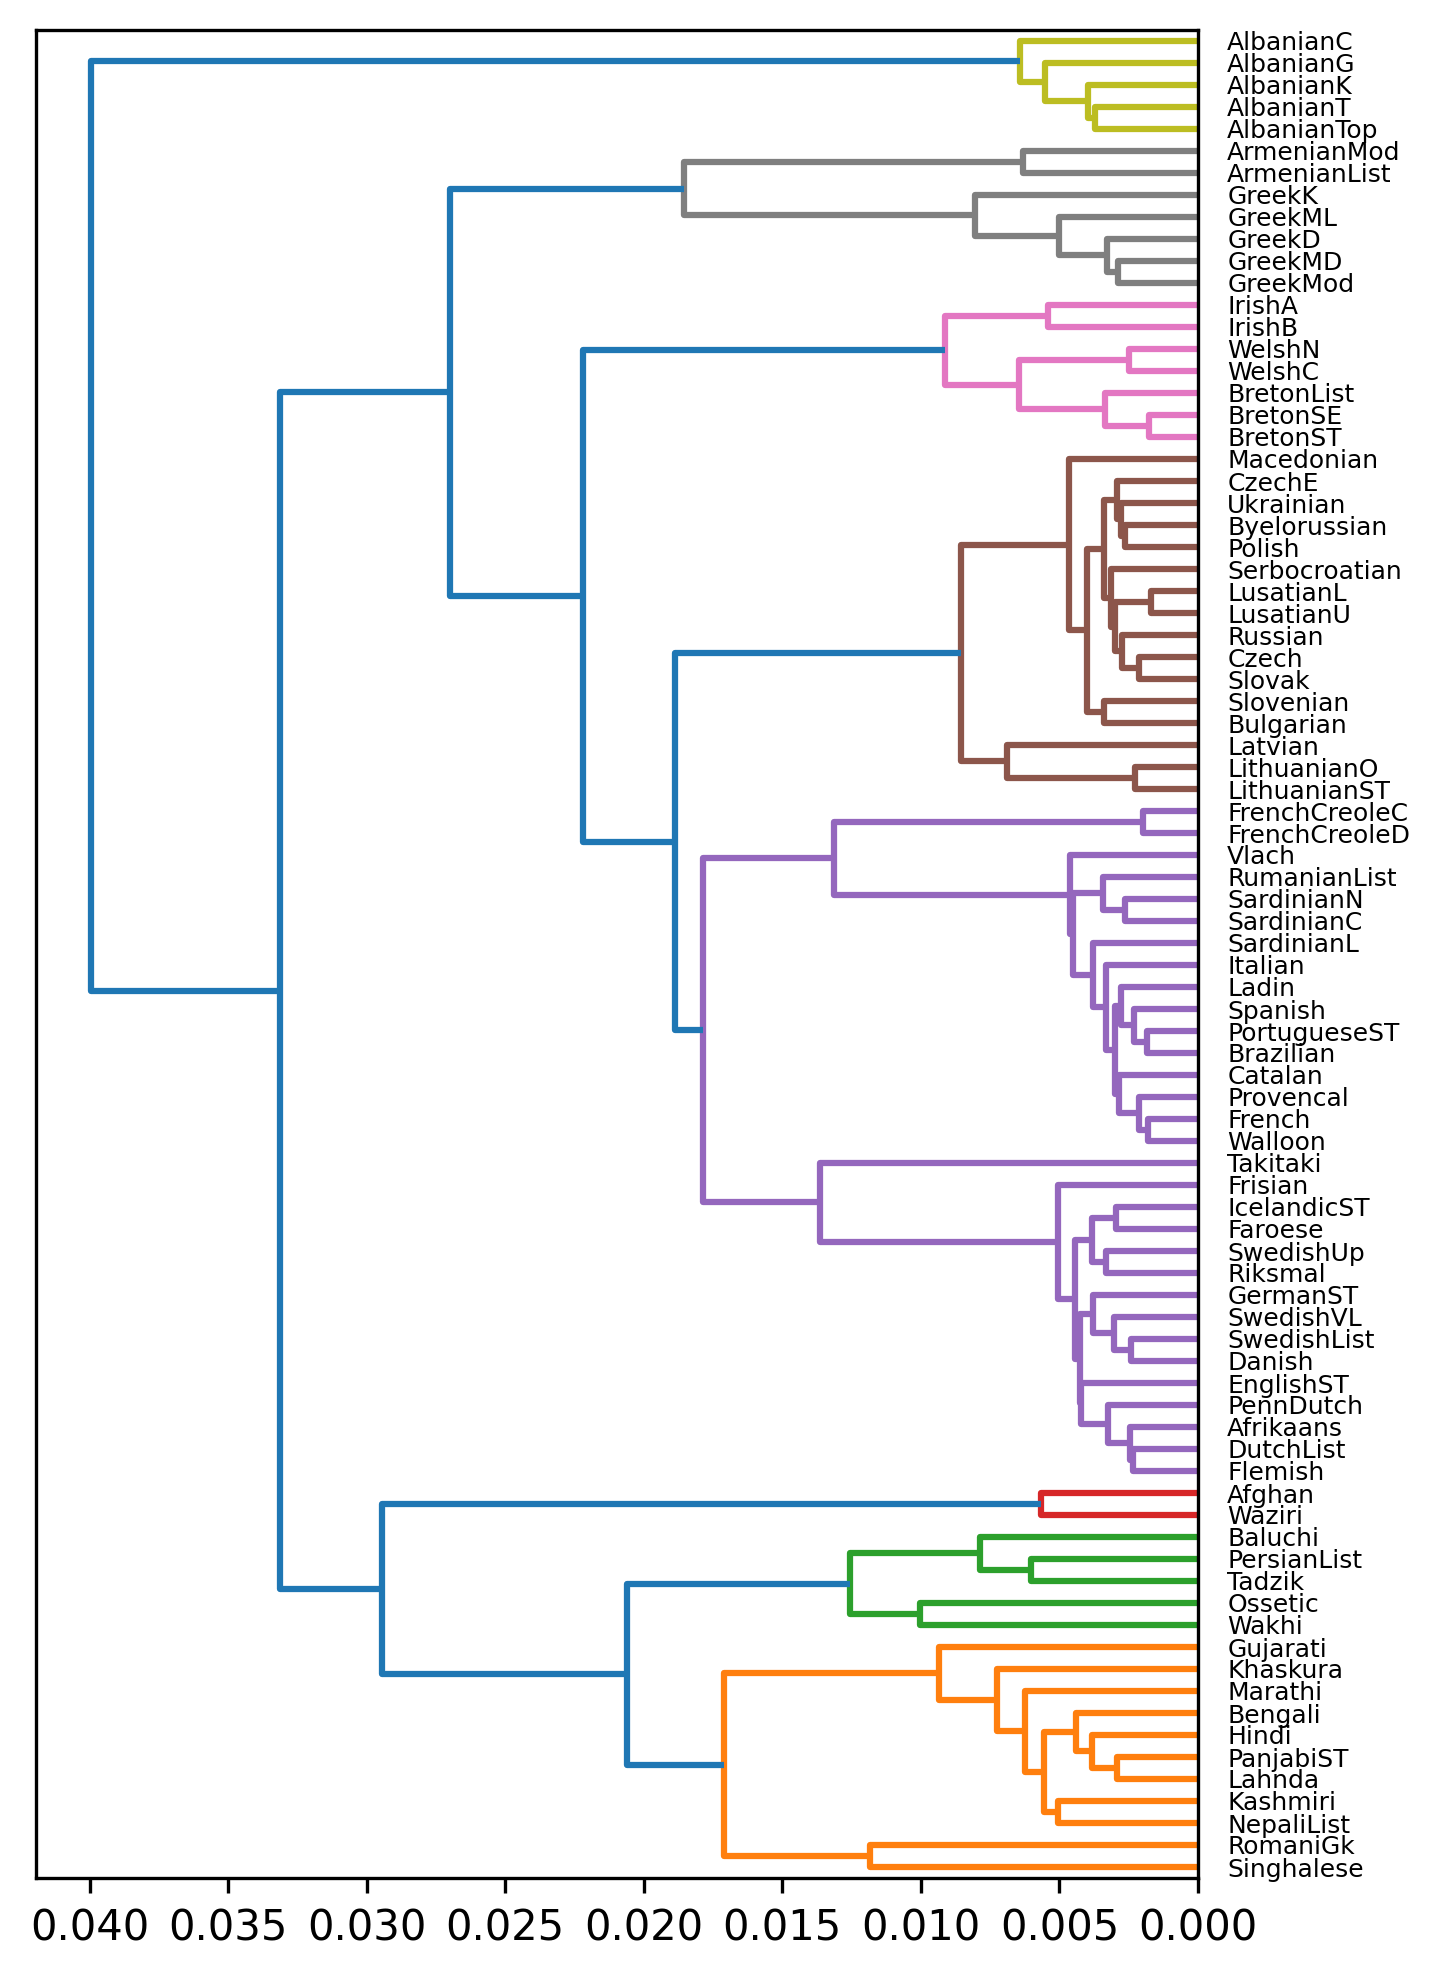 AlbanianC
AlbanianG
AlbanianK
AlbanianT
AlbanianTop
ArmenianMod
ArmenianList
GreekK
GreekML
GreekD
GreekMD
GreekMod
IrishA
IrishB
WelshN
WelshC
BretonList
BretonSE
BretonST
Macedonian
CzechE
Ukrainian
Byelorussian
Polish
Serbocroatian
LusatianL
LusatianU
Russian
Czech
Slovak
Slovenian
Bulgarian
Latvian
LithuanianO
LithuanianST
FrenchCreoleC
FrenchCreoleD
Vlach
RumanianList
SardinianN
SardinianC
SardinianL
Italian
Ladin
Spanish
PortugueseST
Brazilian
Catalan
Provencal
French
Walloon
Takitaki
Frisian
IcelandicST
Faroese
SwedishUp
Riksmal
GermanST
SwedishVL
SwedishList
Danish
EnglishST
PennDutch
Afrikaans
DutchList
Flemish
Afghan
Waziri
Baluchi
PersianList
Tadzik
Ossetic
Wakhi
Gujarati
Khaskura
Marathi
Bengali
Hindi
PanjabiST
Lahnda
Kashmiri
NepaliList
RomaniGk
Singhalese
0.040 0.035 0.030 0.025 0.020 0.015 0.010 0.005 0.000